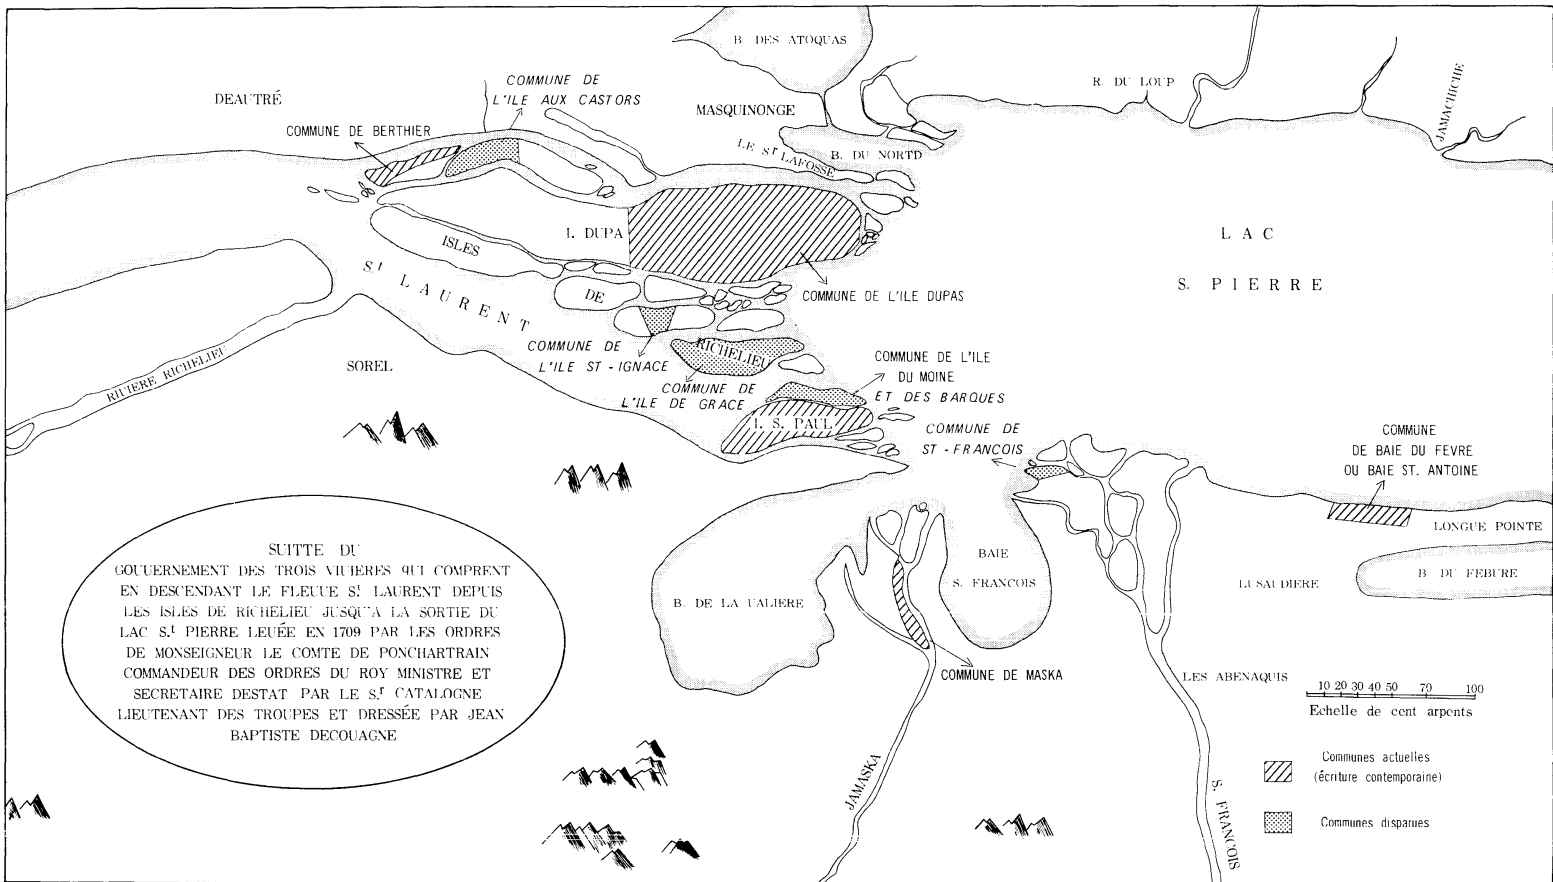 B. DES ATOQUAS
COMMUNE DE
L'ILE AUX CASTORS
DEAUTRÉ
COMMUNE DE BERTHIER
MASQUINONGE
R. DU LOUP
JAMACHICHE
LE Sr LAFOSSE
B. DU NORTD
I. DUPA
ISLES
DE
RICHELIEU
St LAURENT
LAC
S. PIERRE
COMMUNE DE L'ILE DUPAS
RIUIERE RICHELIEU
SOREL
COMMUNE DE
L'ILE ST-IGNACE
COMMUNE DE
L'ILE DE GRACE
COMMUNE DE L'ILE
DU MOINE
ET DES BARQUES
I. S. PAUL
COMMUNE DE
ST-FRANCOIS
COMMUNE
DE BAIE DU FEVRE
OU BAIE ST. ANTOINE
LONGUE POINTE
B. DU FEBURE
LUSAUDIERE
BAIE
S. FRANCOIS
B. DE LA UALIERE
COMMUNE DE MASKA
LES ABENAQUIS
JAMASKA
S. FRANCOIS
SUITTE DU
GOUUERNEMENT DES TROIS VIUIERES QUI COMPRENT
EN DESCENDANT LE FLEUUE S.t LAURENT DEPUIS
LES ISLES DE RICHELIEU JUSQU'A LA SORTIE DU
LAC S.t PIERRE LEUÉE EN 1709 PAR LES ORDRES
DE MONSEIGNEUR LE COMTE DE PONCHARTRAIN
COMMANDEUR DES ORDRES DU ROY MINISTRE ET
SECRETAIRE DESTAT PAR LE S.r CATALOGNE
LIEUTENANT DES TROUPES ET DRESSÉE PAR JEAN
BAPTISTE DECOUAGNE
10 20 30 40 50 70 100
Echelle de cent arpents
Communes actuelles
(écriture contemporaine)
Communes disparues